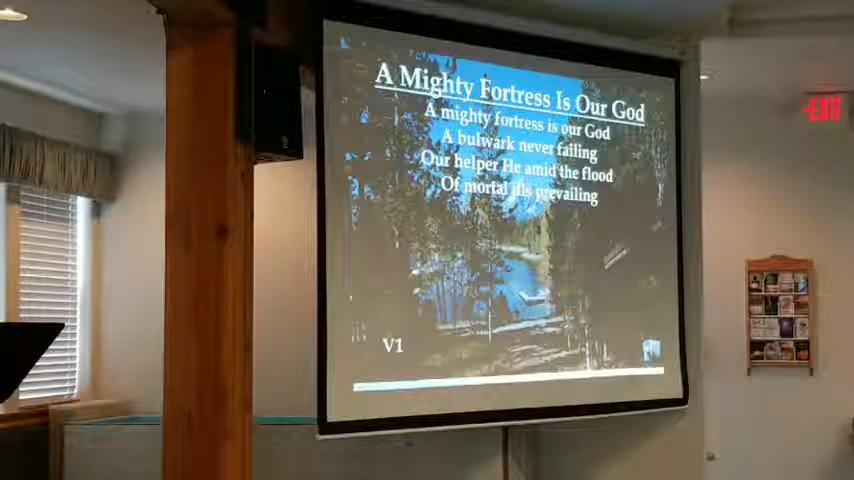 A Mighty Fortress Is Our God
A mighty fortress is our God
A bulwark never failing
Our helper He amid the flood
Of mortal ills prevailing
V1
EXIT